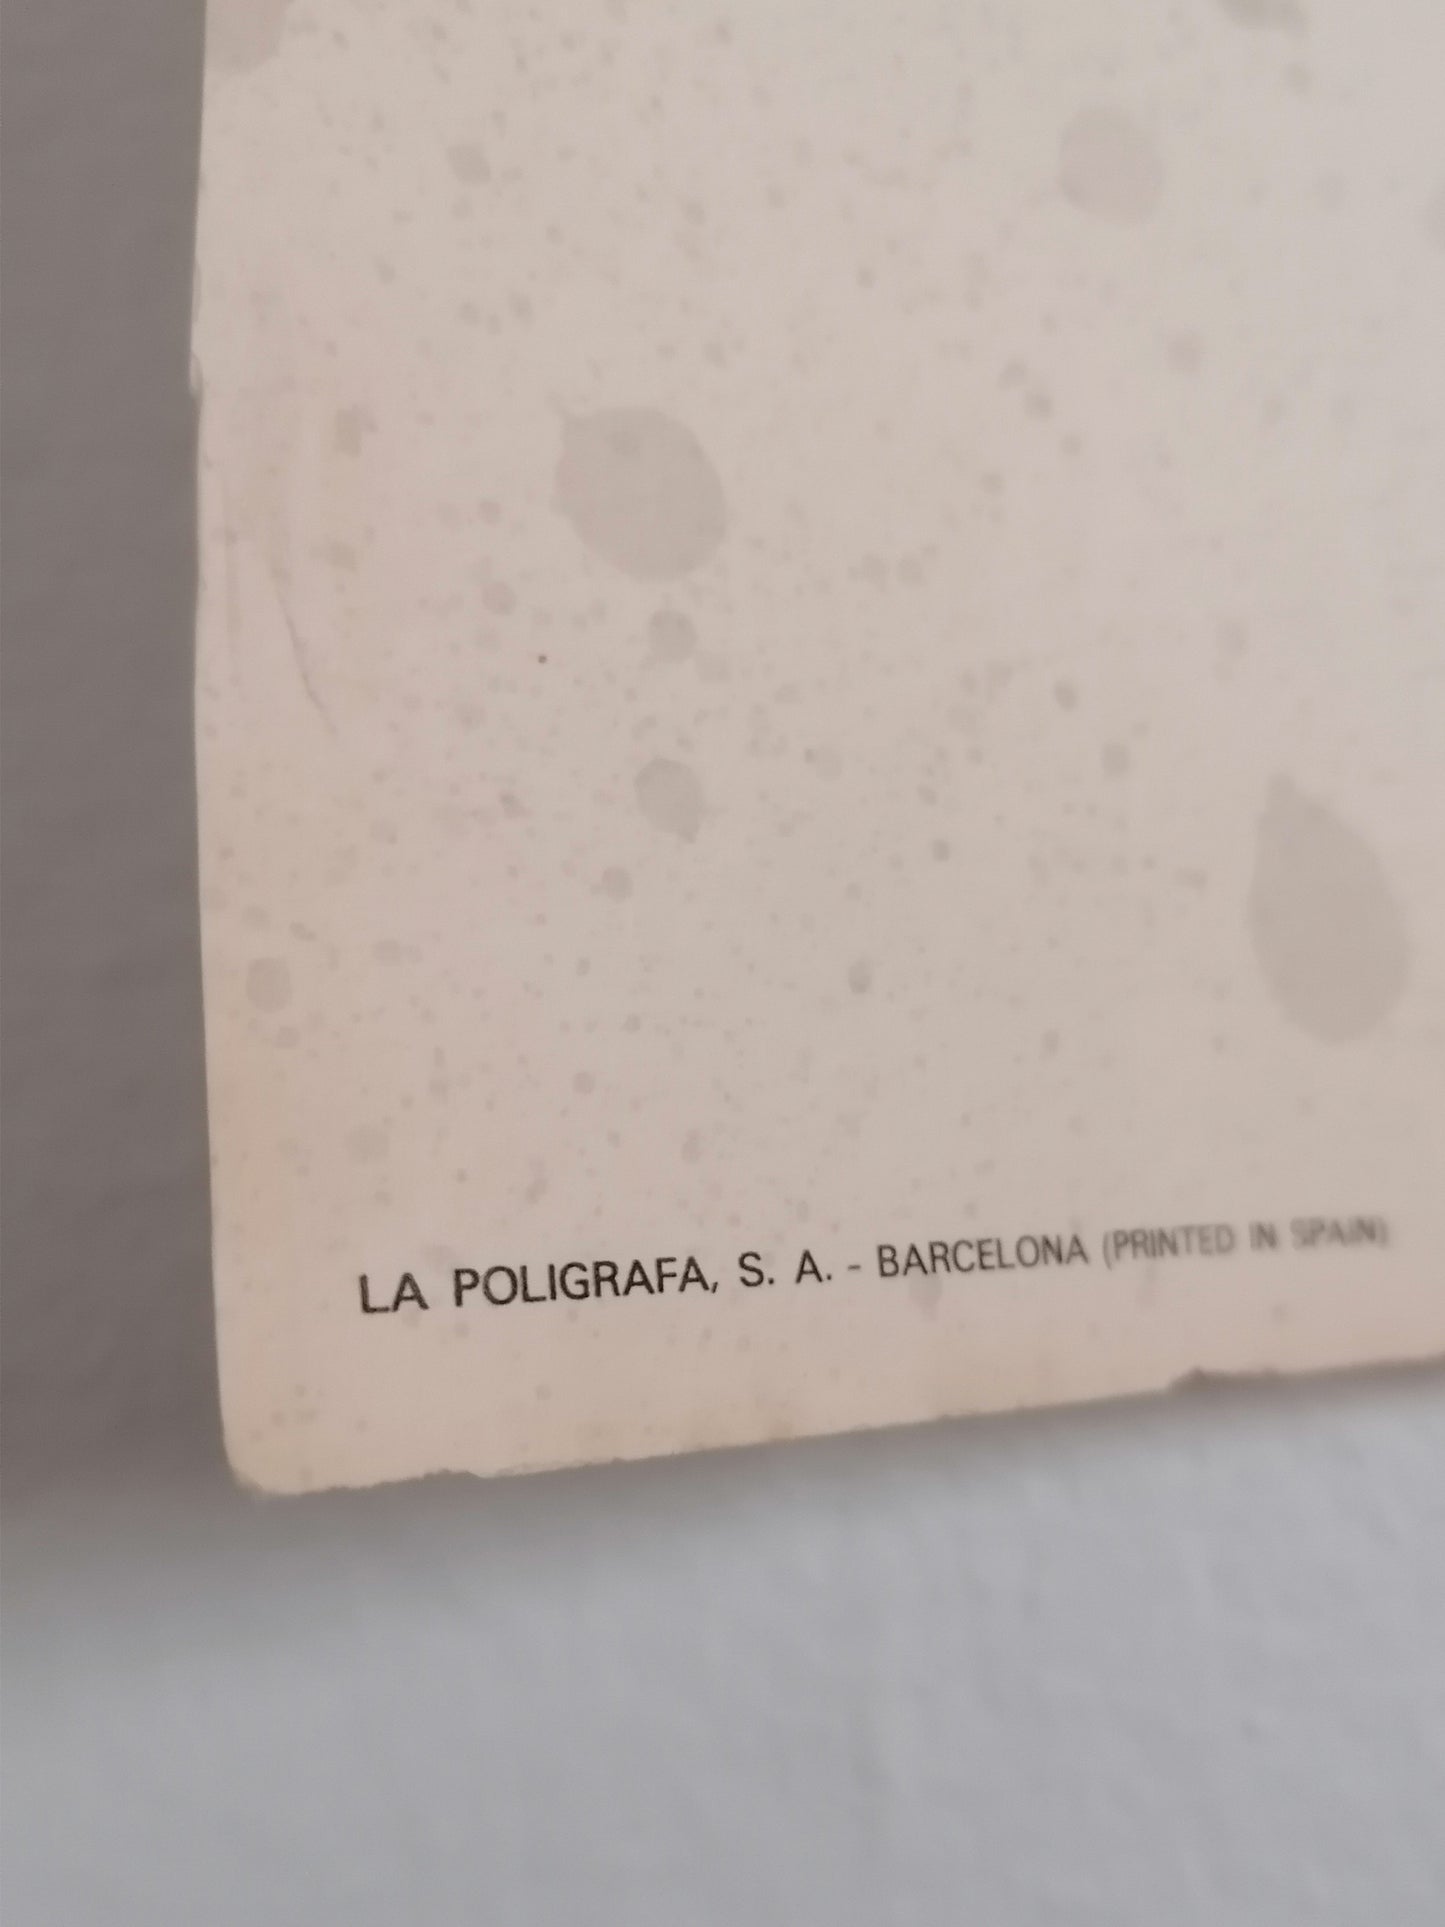 LA POLIGRAFA, S. A. - BARCELONA (PRINTED IN SPAIN)